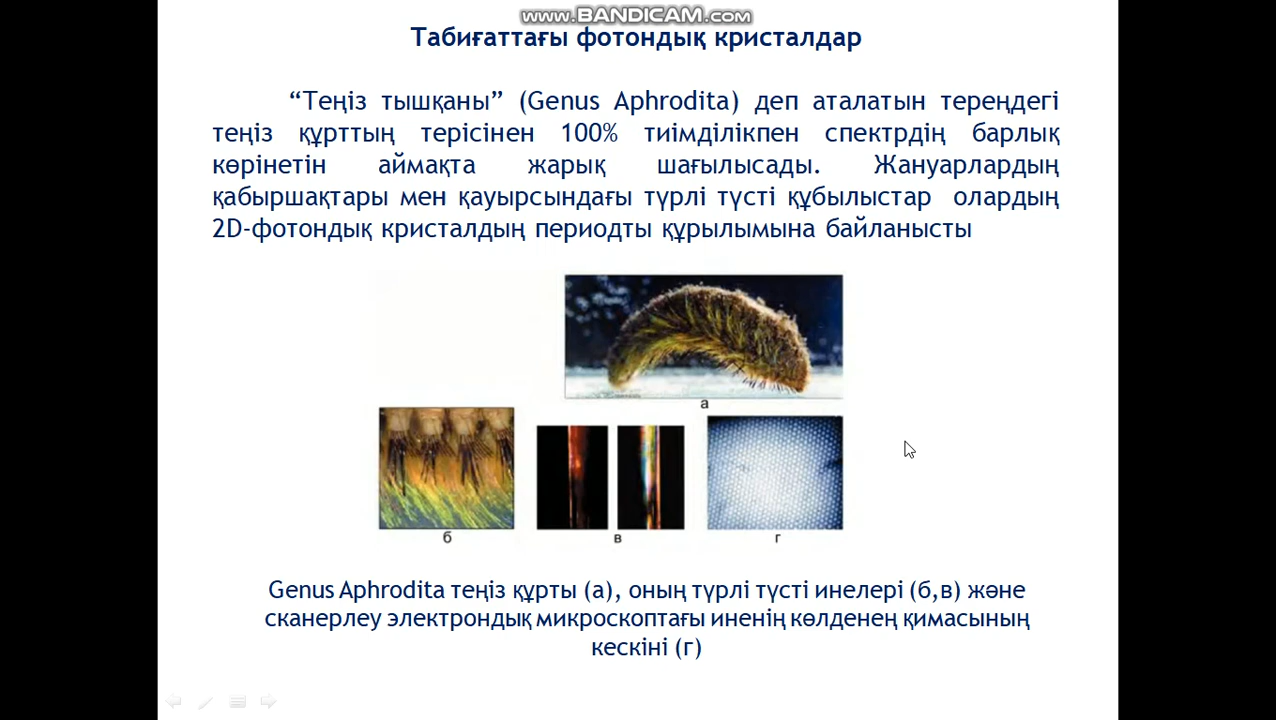 www.BANDICAM.com
Табиғаттағы фотондық кристалдар
“Теңіз тышқаны” (Genus Aphrodita) деп аталатын тереңдегі
теңіз құрттың терісінен 100% тиімділікпен спектрдің барлық
көрінетін аймақта жарық шағылысады. Жануарлардың
қабыршақтары мен қауырсындағы түрлі түсті құбылыстар олардың
2D-фотондық кристалдың периодты құрылымына байланысты
а
б
в
г
Genus Aphrodita теңіз құрты (а), оның түрлі түсті инелері (б,в) және
сканерлеу электрондық микроскоптағы иненің көлденең қимасының
кескіні (г)